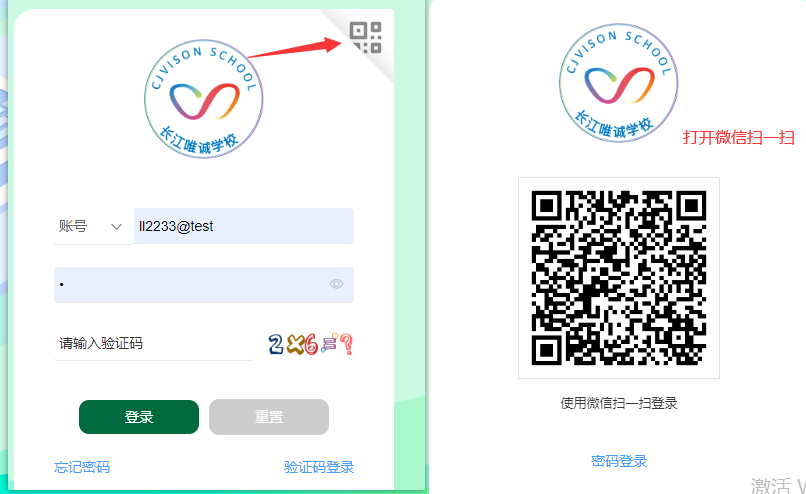 CJVISON SCHOOL
长江唯诚学校
账号
ll2233@test
请输入验证码
2×6=?
登录
重置
忘记密码
验证码登录
CJVISON SCHOOL
长江唯诚学校
打开微信扫一扫
使用微信扫一扫登录
密码登录
激活 W